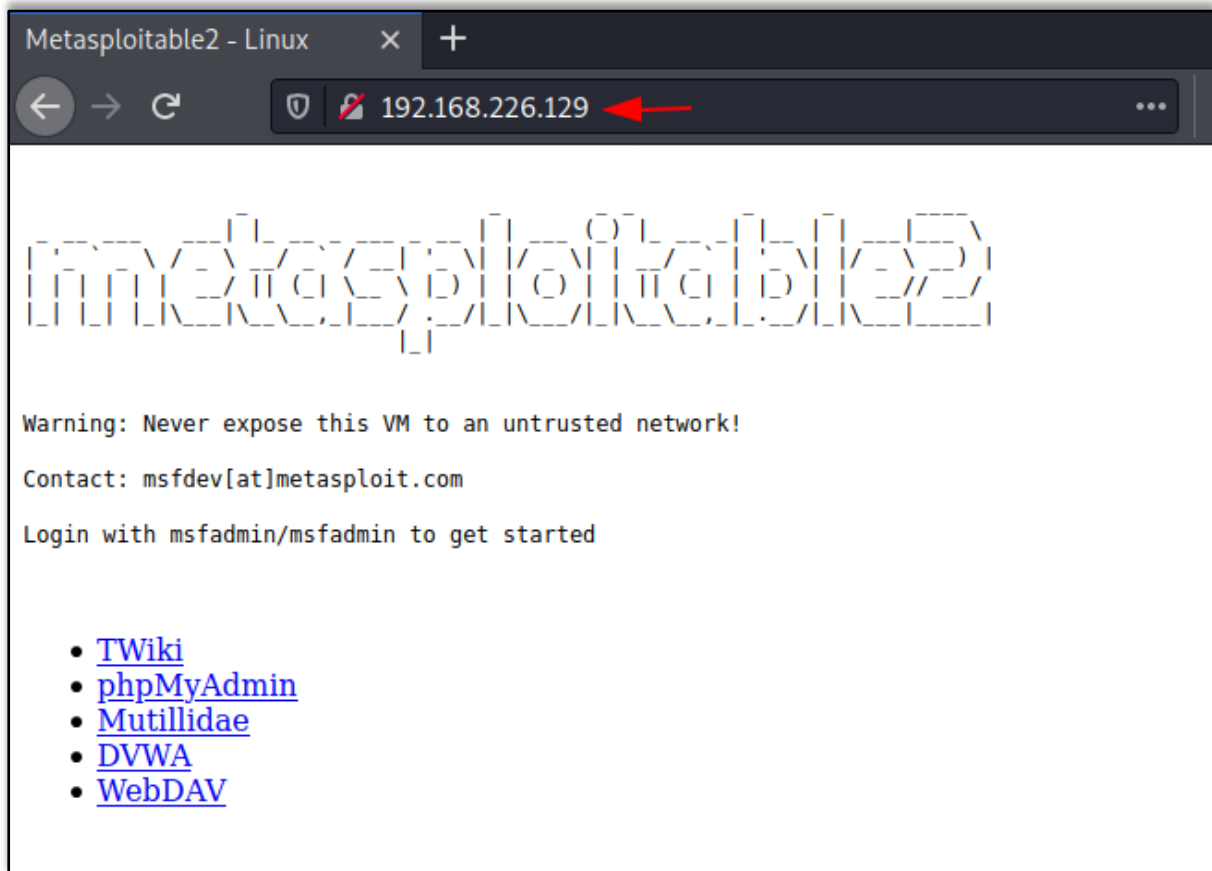 Metasploitable2 - Linux
192.168.226.129
metasploitable2
Warning: Never expose this VM to an untrusted network!
Contact: msfdev[at]metasploit.com
Login with msfadmin/msfadmin to get started
TWiki
phpMyAdmin
Mutillidae
DVWA
WebDAV